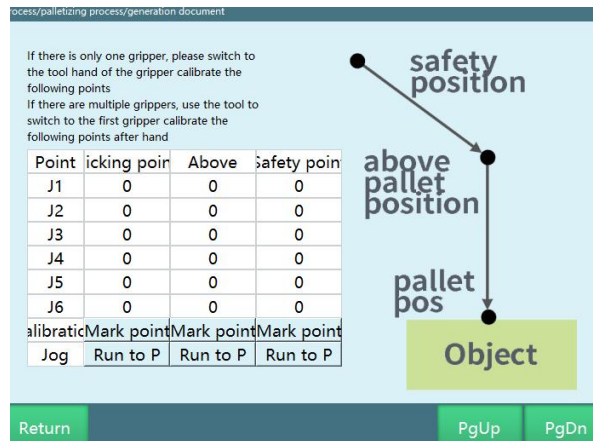 ocess/palletizing process/generation document
If there is only one gripper, please switch to
the tool hand of the gripper calibrate the
following points
If there are multiple grippers, use the tool to
switch to the first gripper calibrate the
following points after hand
Point icking poin Above Safety poin
J1 0 0 0
J2 0 0 0
J3 0 0 0
J4 0 0 0
J5 0 0 0
J6 0 0 0
alibratic Mark point Mark point Mark point
Jog Run to P Run to P Run to P
safety
position
above
pallet
position
pallet
pos
Object
Return PgUp PgDn